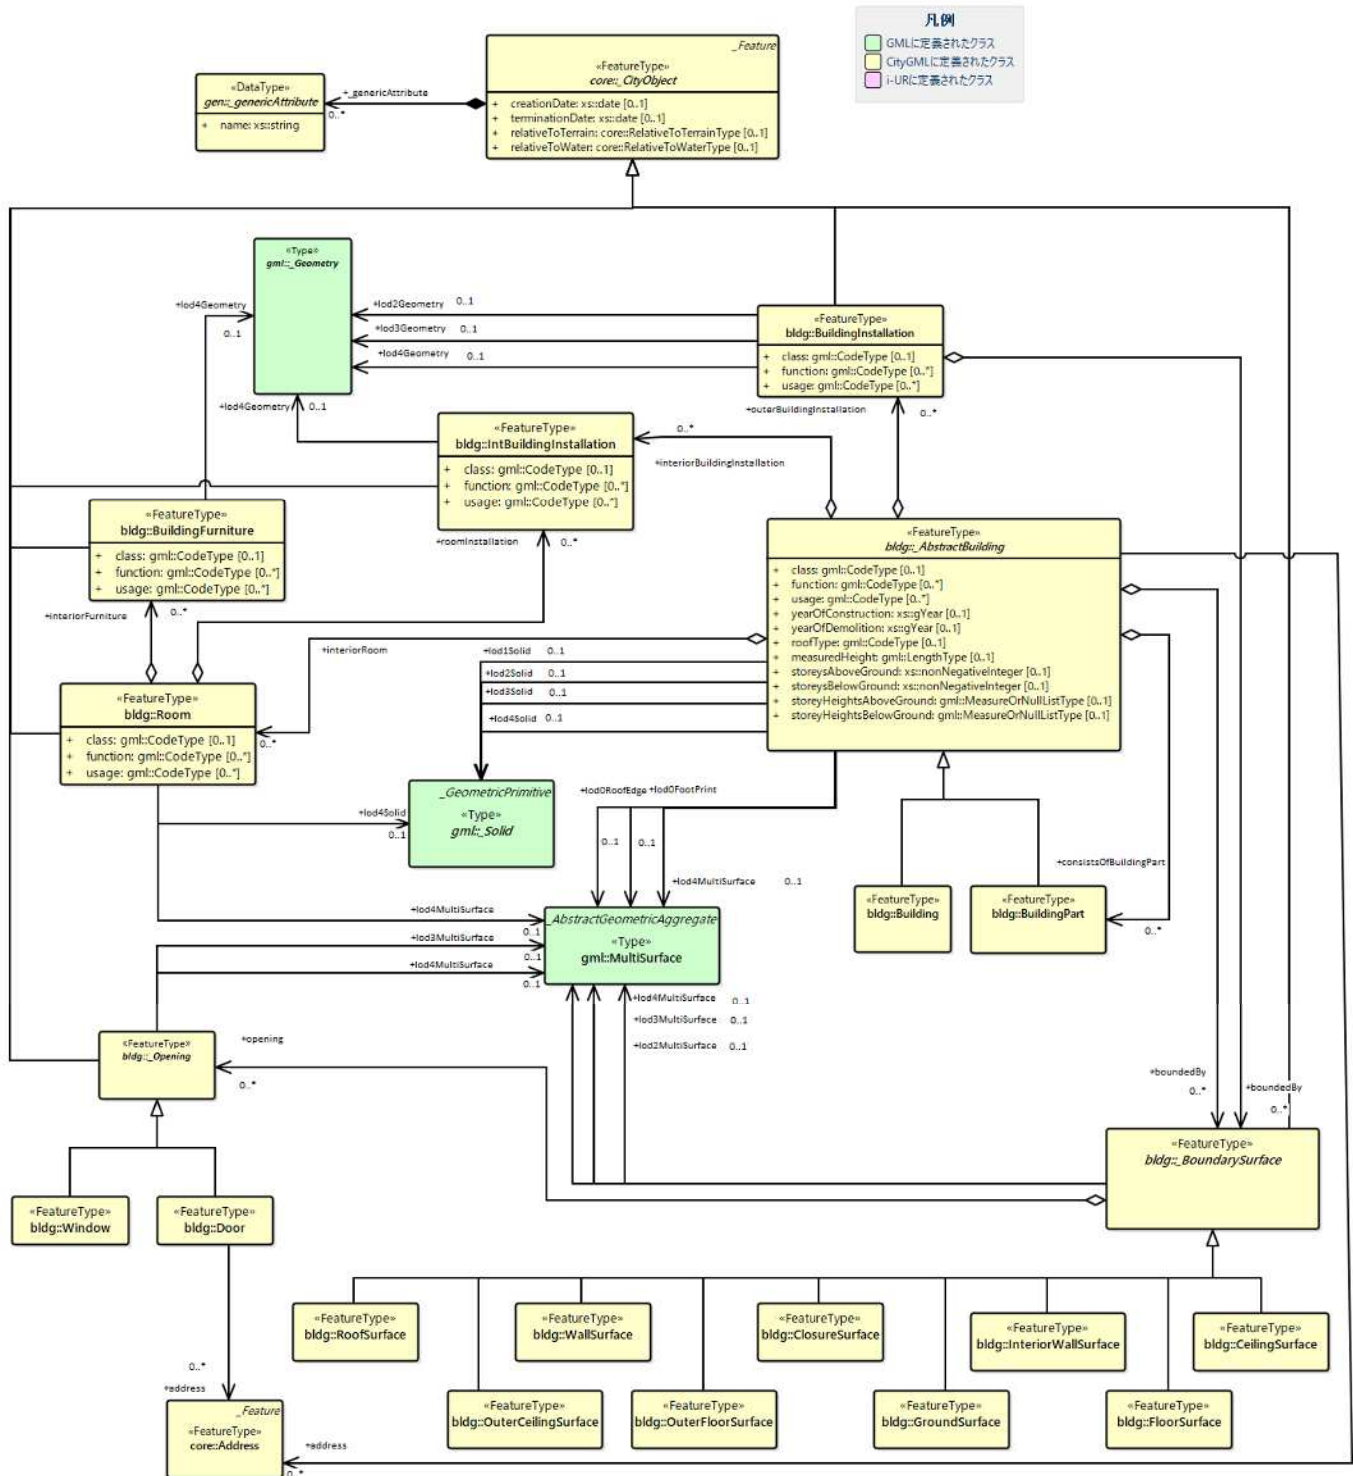 凡例
GMLに定義されたクラス
CityGMLに定義されたクラス
i-URに定義されたクラス
_Feature
«FeatureType»
core::_CityObject
+ creationDate: xs::date [0..1]
+ terminationDate: xs::date [0..1]
+ relativeToTerrain: core::RelativeToTerrainType [0..1]
+ relativeToWater: core::RelativeToWaterType [0..1]
«DataType»
gen::_genericAttribute
+ name: xs::string
+_genericAttribute
0..*
«Type»
gml::_Geometry
+lod4Geometry
0..1
+lod2Geometry 0..1
+lod3Geometry 0..1
+lod4Geometry 0..1
«FeatureType»
bldg::BuildingInstallation
+ class: gml::CodeType [0..1]
+ function: gml::CodeType [0..*]
+ usage: gml::CodeType [0..*]
+lod4Geometry 0..1
+outerBuildingInstallation 0..*
«FeatureType»
bldg::IntBuildingInstallation
+ class: gml::CodeType [0..1]
+ function: gml::CodeType [0..*]
+ usage: gml::CodeType [0..*]
0..*
+interiorBuildingInstallation
«FeatureType»
bldg::BuildingFurniture
+ class: gml::CodeType [0..1]
+ function: gml::CodeType [0..*]
+ usage: gml::CodeType [0..*]
+roomInstallation 0..*
«FeatureType»
bldg::_AbstractBuilding
+ class: gml::CodeType [0..1]
+ function: gml::CodeType [0..*]
+ usage: gml::CodeType [0..*]
+ yearOfConstruction: xs::gYear [0..1]
+ yearOfDemolition: xs::gYear [0..1]
+ roofType: gml::CodeType [0..1]
+ measuredHeight: gml::LengthType [0..1]
+ storeysAboveGround: xs::nonNegativeInteger [0..1]
+ storeysBelowGround: xs::nonNegativeInteger [0..1]
+ storeyHeightsAboveGround: gml::MeasureOrNullListType [0..1]
+ storeyHeightsBelowGround: gml::MeasureOrNullListType [0..1]
+interiorFurniture 0..*
+interiorRoom
0..*
+lod1Solid 0..1
+lod2Solid 0..1
+lod3Solid 0..1
+lod4Solid 0..1
«FeatureType»
bldg::Room
+ class: gml::CodeType [0..1]
+ function: gml::CodeType [0..*]
+ usage: gml::CodeType [0..*]
_GeometricPrimitive
«Type»
gml::_Solid
+lod4Solid
0..1
+lod0RoofEdge +lod0FootPrint
0..1 0..1
+lod4MultiSurface 0..1
+consistsOfBuildingPart
0..*
«FeatureType»
bldg::Building
«FeatureType»
bldg::BuildingPart
_AbstractGeometricAggregate
«Type»
gml::MultiSurface
+lod4MultiSurface
0..1
+lod3MultiSurface
0..1
+lod4MultiSurface
0..1
+lod4MultiSurface 0..1
+lod3MultiSurface 0..1
+lod2MultiSurface 0..1
«FeatureType»
bldg::_Opening
+opening
0..*
+boundedBy
0..*
+boundedBy
0..*
«FeatureType»
bldg::_BoundarySurface
«FeatureType»
bldg::Window
«FeatureType»
bldg::Door
«FeatureType»
bldg::RoofSurface
«FeatureType»
bldg::WallSurface
«FeatureType»
bldg::ClosureSurface
«FeatureType»
bldg::InteriorWallSurface
«FeatureType»
bldg::CeilingSurface
«FeatureType»
bldg::OuterCeilingSurface
«FeatureType»
bldg::OuterFloorSurface
«FeatureType»
bldg::GroundSurface
«FeatureType»
bldg::FloorSurface
0..*
+address
_Feature
«FeatureType»
core::Address
+address
0..*